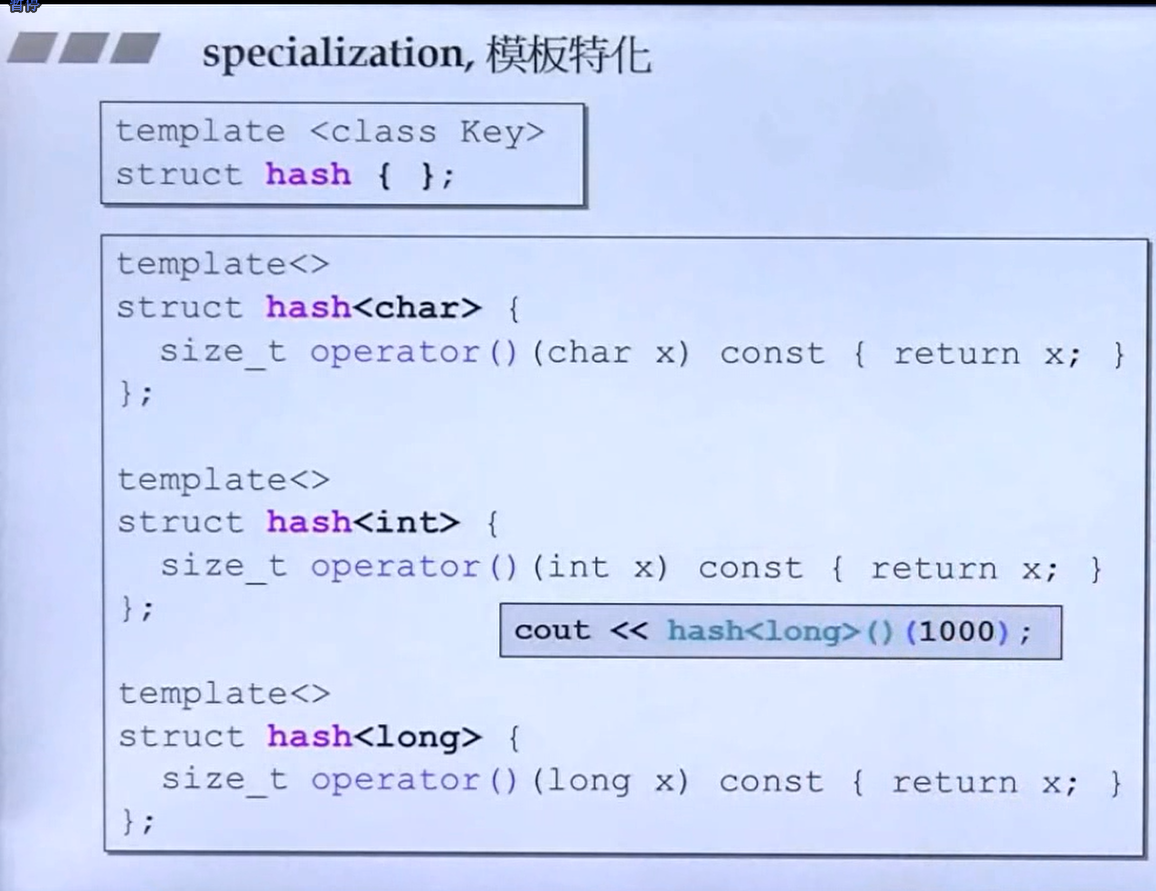 暂停
specialization, 模板特化
template <class Key>
struct hash { };
template<>
struct hash<char> {
  size_t operator()(char x) const { return x; }
};
template<>
struct hash<int> {
  size_t operator()(int x) const { return x; }
};
cout << hash<long>()(1000);
template<>
struct hash<long> {
  size_t operator()(long x) const { return x; }
};